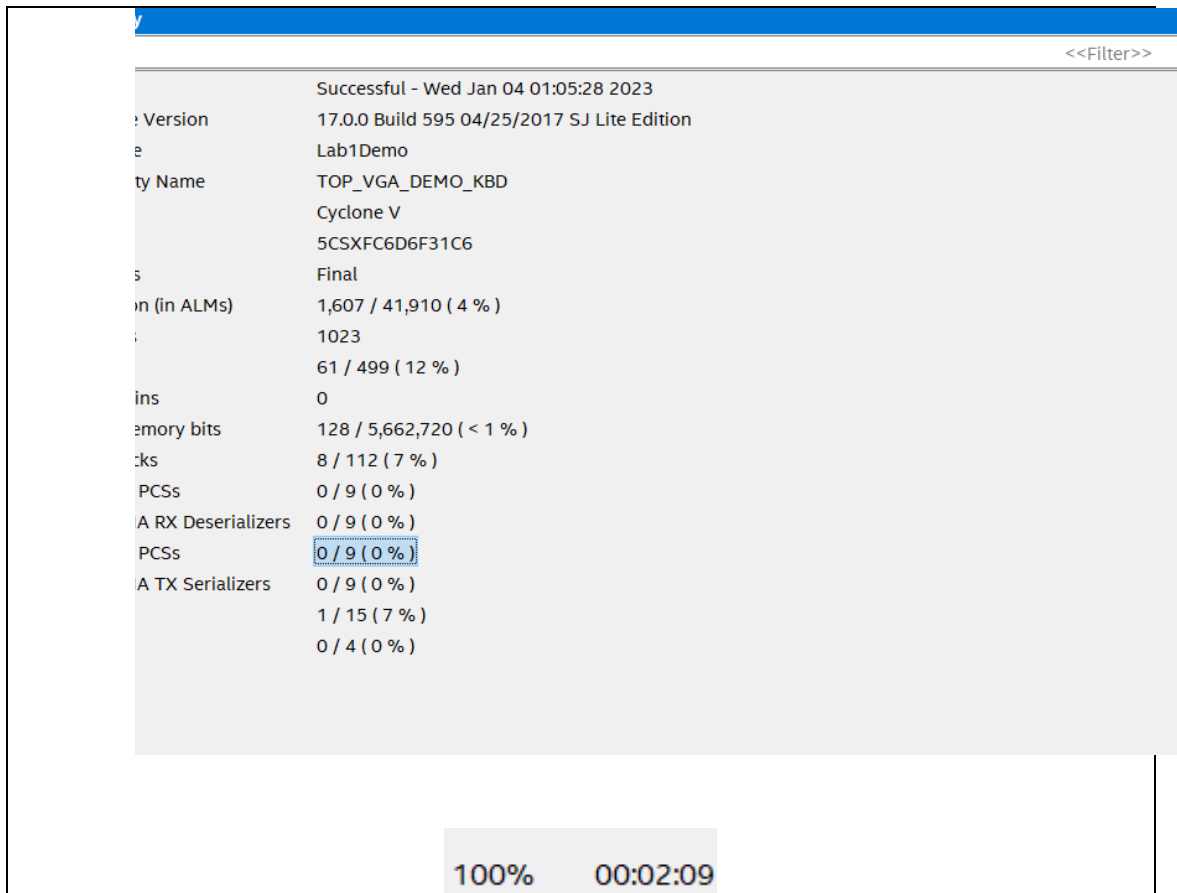 y
<<Filter>>
Successful - Wed Jan 04 01:05:28 2023
e Version 17.0.0 Build 595 04/25/2017 SJ Lite Edition
e Lab1Demo
ty Name TOP_VGA_DEMO_KBD
Cyclone V
5CSXFC6D6F31C6
s Final
on (in ALMs) 1,607 / 41,910 ( 4 % )
s 1023
61 / 499 ( 12 % )
ins 0
emory bits 128 / 5,662,720 ( < 1 % )
cks 8 / 112 ( 7 % )
PCSs 0 / 9 ( 0 % )
A RX Deserializers 0 / 9 ( 0 % )
PCSs 0 / 9 ( 0 % )
A TX Serializers 0 / 9 ( 0 % )
1 / 15 ( 7 % )
0 / 4 ( 0 % )
100% 00:02:09